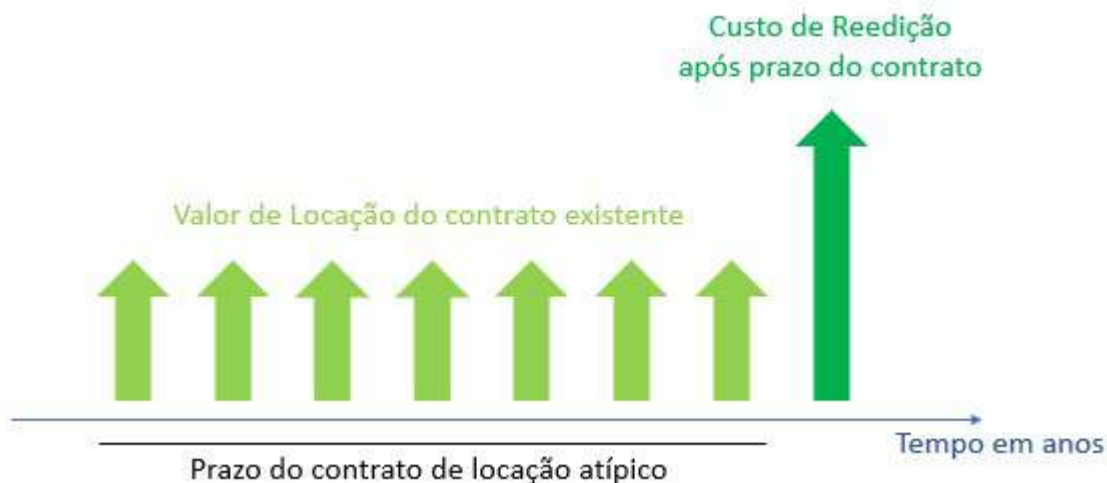 Custo de Reedição
após prazo do contrato
Valor de Locação do contrato existente
Tempo em anos
Prazo do contrato de locação atípico